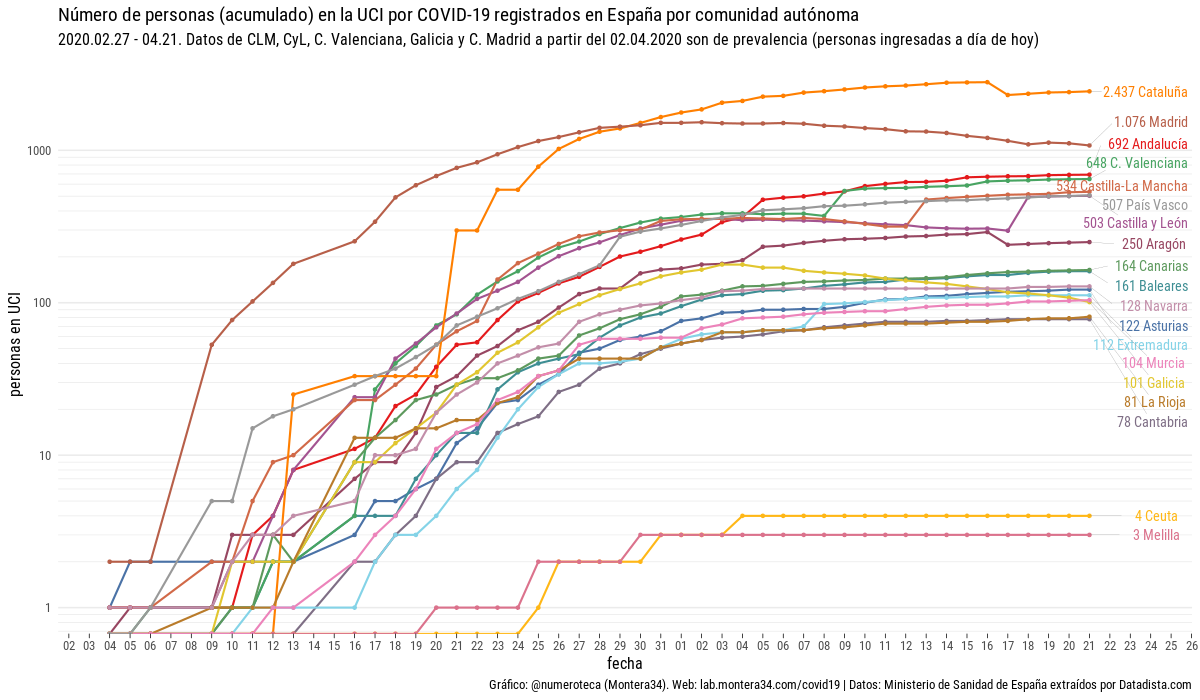 Número de personas (acumulado) en la UCI por COVID-19 registrados en España por comunidad autónoma
2020.02.27 - 04.21. Datos de CLM, CyL, C. Valenciana, Galicia y C. Madrid a partir del 02.04.2020 son de prevalencia (personas ingresadas a día de hoy)
personas en UCI
1000
100
10
1
2.437 Cataluña
1.076 Madrid
692 Andalucía
648 C. Valenciana
534 Castilla-La Mancha
507 País Vasco
503 Castilla y León
250 Aragón
164 Canarias
161 Baleares
128 Navarra
122 Asturias
112 Extremadura
104 Murcia
101 Galicia
81 La Rioja
78 Cantabria
4 Ceuta
3 Melilla
02 03 04 05 06 07 08 09 10 11 12 13 14 15 16 17 18 19 20 21 22 23 24 25 26 27 28 29 30 31 01 02 03 04 05 06 07 08 09 10 11 12 13 14 15 16 17 18 19 20 21 22 23 24 25 26
fecha
Gráfico: @numeroteca (Montera34). Web: lab.montera34.com/covid19 | Datos: Ministerio de Sanidad de España extraídos por Datadista.com